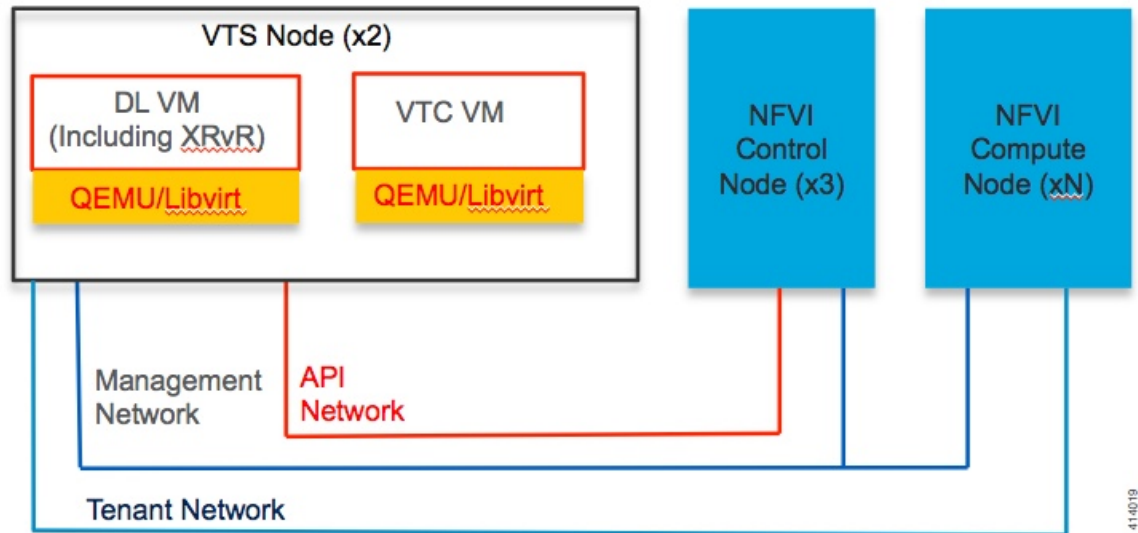 VTS Node (x2)
DL VM
(Including XRvR)
QEMU/Libvirt
VTC VM
QEMU/Libvirt
NFVI
Control
Node (x3)
NFVI
Compute
Node (xN)
Management
Network
API
Network
Tenant Network
414019